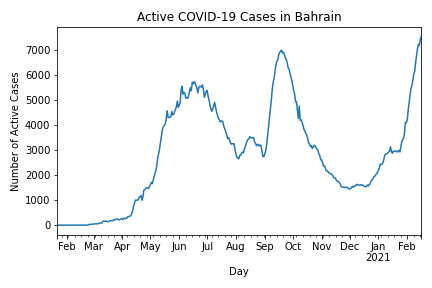 Active COVID-19 Cases in Bahrain
Number of Active Cases
7000
6000
5000
4000
3000
2000
1000
0
Feb Mar Apr May Jun Jul Aug Sep Oct Nov Dec Jan Feb
2021
Day